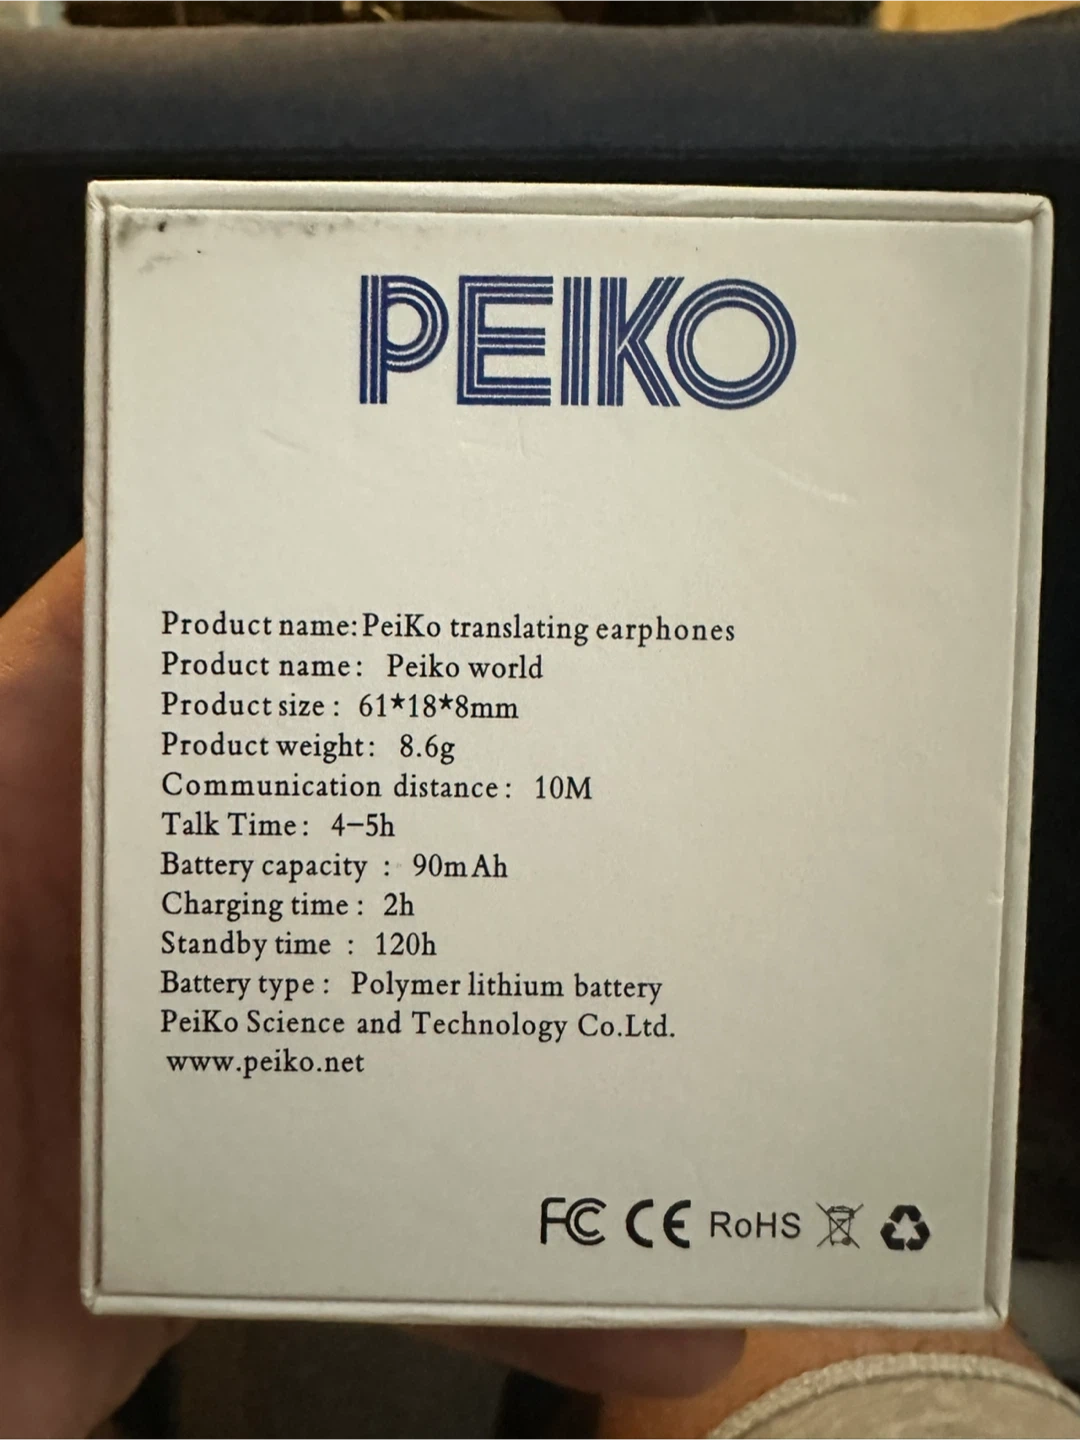 PEIKO
Product name:PeiKo translating earphones
Product name: Peiko world
Product size : 61*18*8mm
Product weight: 8.6g
Communication distance: 10M
Talk Time: 4-5h
Battery capacity : 90mAh
Charging time: 2h
Standby time : 120h
Battery type: Polymer lithium battery
PeiKo Science and Technology Co.Ltd.
www.peiko.net
FC CE RoHS